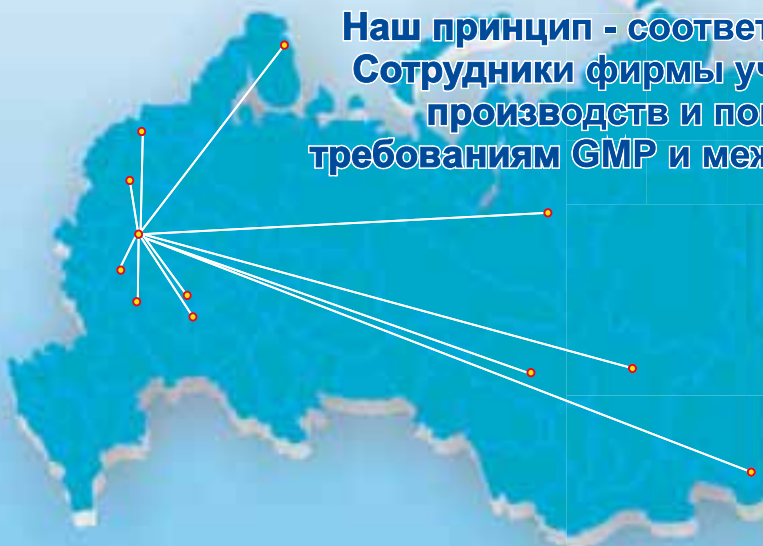 Наш принцип - соответ
Сотрудники фирмы уч
производств и по
требованиям GMP и меж